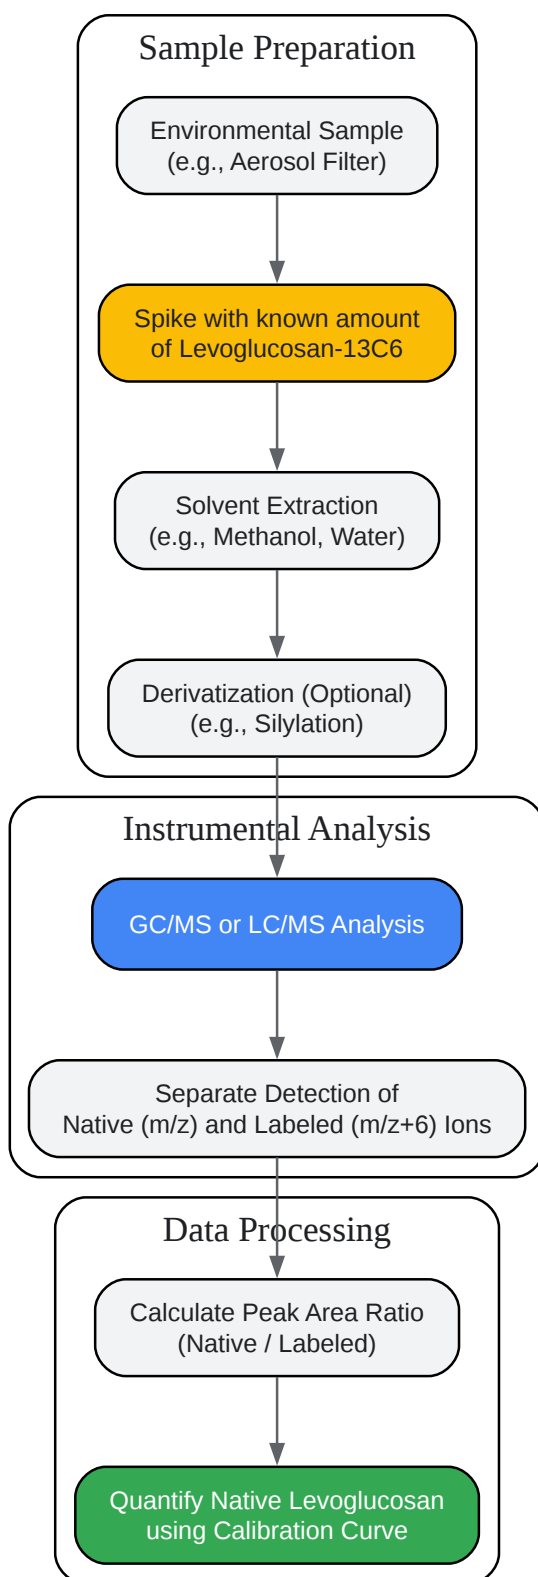 Sample Preparation
Environmental Sample
(e.g., Aerosol Filter)
Spike with known amount
of Levoglucosan-13C6
Solvent Extraction
(e.g., Methanol, Water)
Derivatization (Optional)
(e.g., Silylation)
Instrumental Analysis
GC/MS or LC/MS Analysis
Separate Detection of
Native (m/z) and Labeled (m/z+6) Ions
Data Processing
Calculate Peak Area Ratio
(Native / Labeled)
Quantify Native Levoglucosan
using Calibration Curve